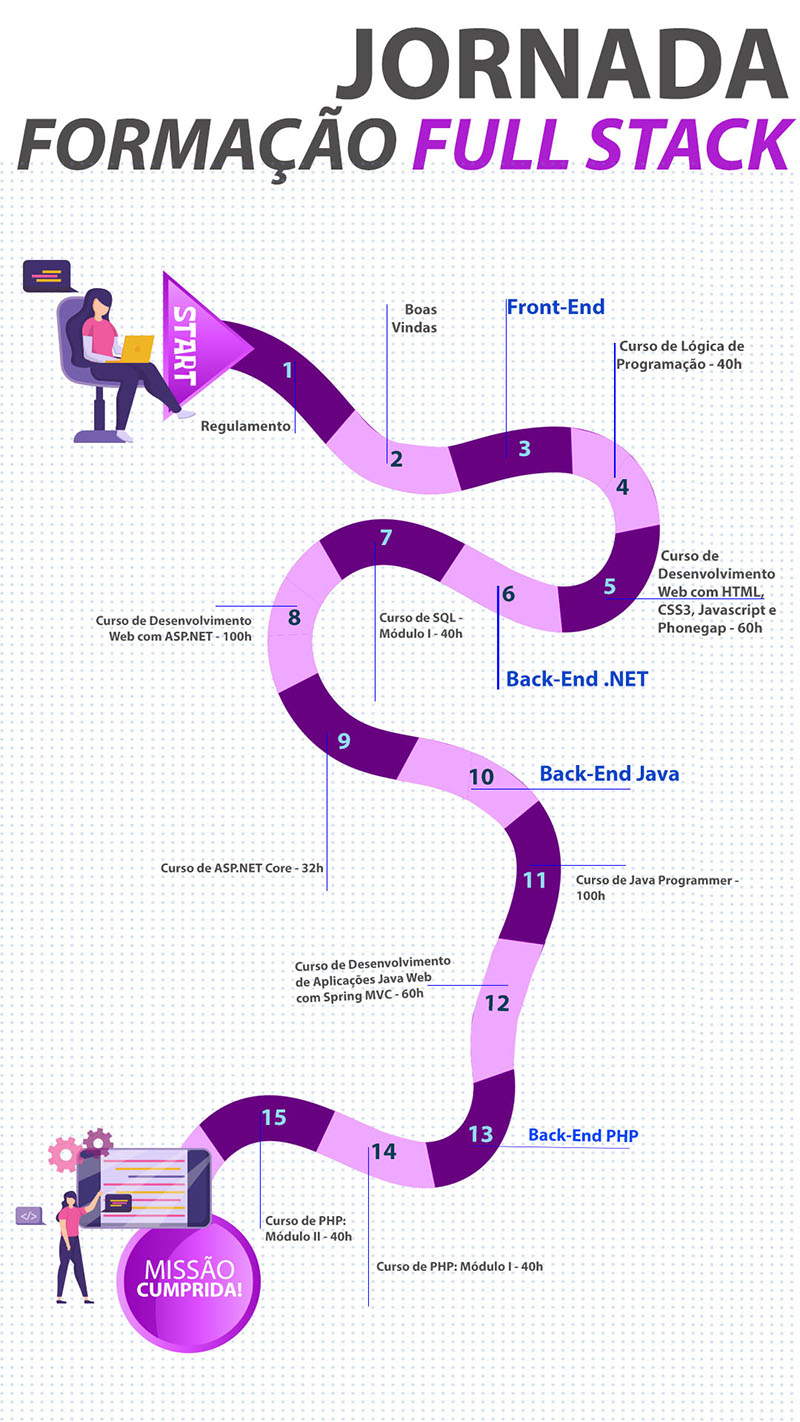 JORNADA
FORMAÇÃO FULL STACK
START
1
Regulamento
Boas
Vindas
2
Front-End
3
Curso de Lógica de
Programação - 40h
4
Curso de
Desenvolvimento
Web com HTML,
CSS3, Javascript e
Phonegap - 60h
5
6
Back-End .NET
7
Curso de SQL -
Módulo I - 40h
8
Curso de Desenvolvimento
Web com ASP.NET - 100h
9
Curso de ASP.NET Core - 32h
10
Back-End Java
11
Curso de Java Programmer -
100h
Curso de Desenvolvimento
de Aplicações Java Web
com Spring MVC - 60h
12
13
Back-End PHP
14
Curso de PHP: Módulo I - 40h
15
Curso de PHP:
Módulo II - 40h
</>
MISSÃO
CUMPRIDA!